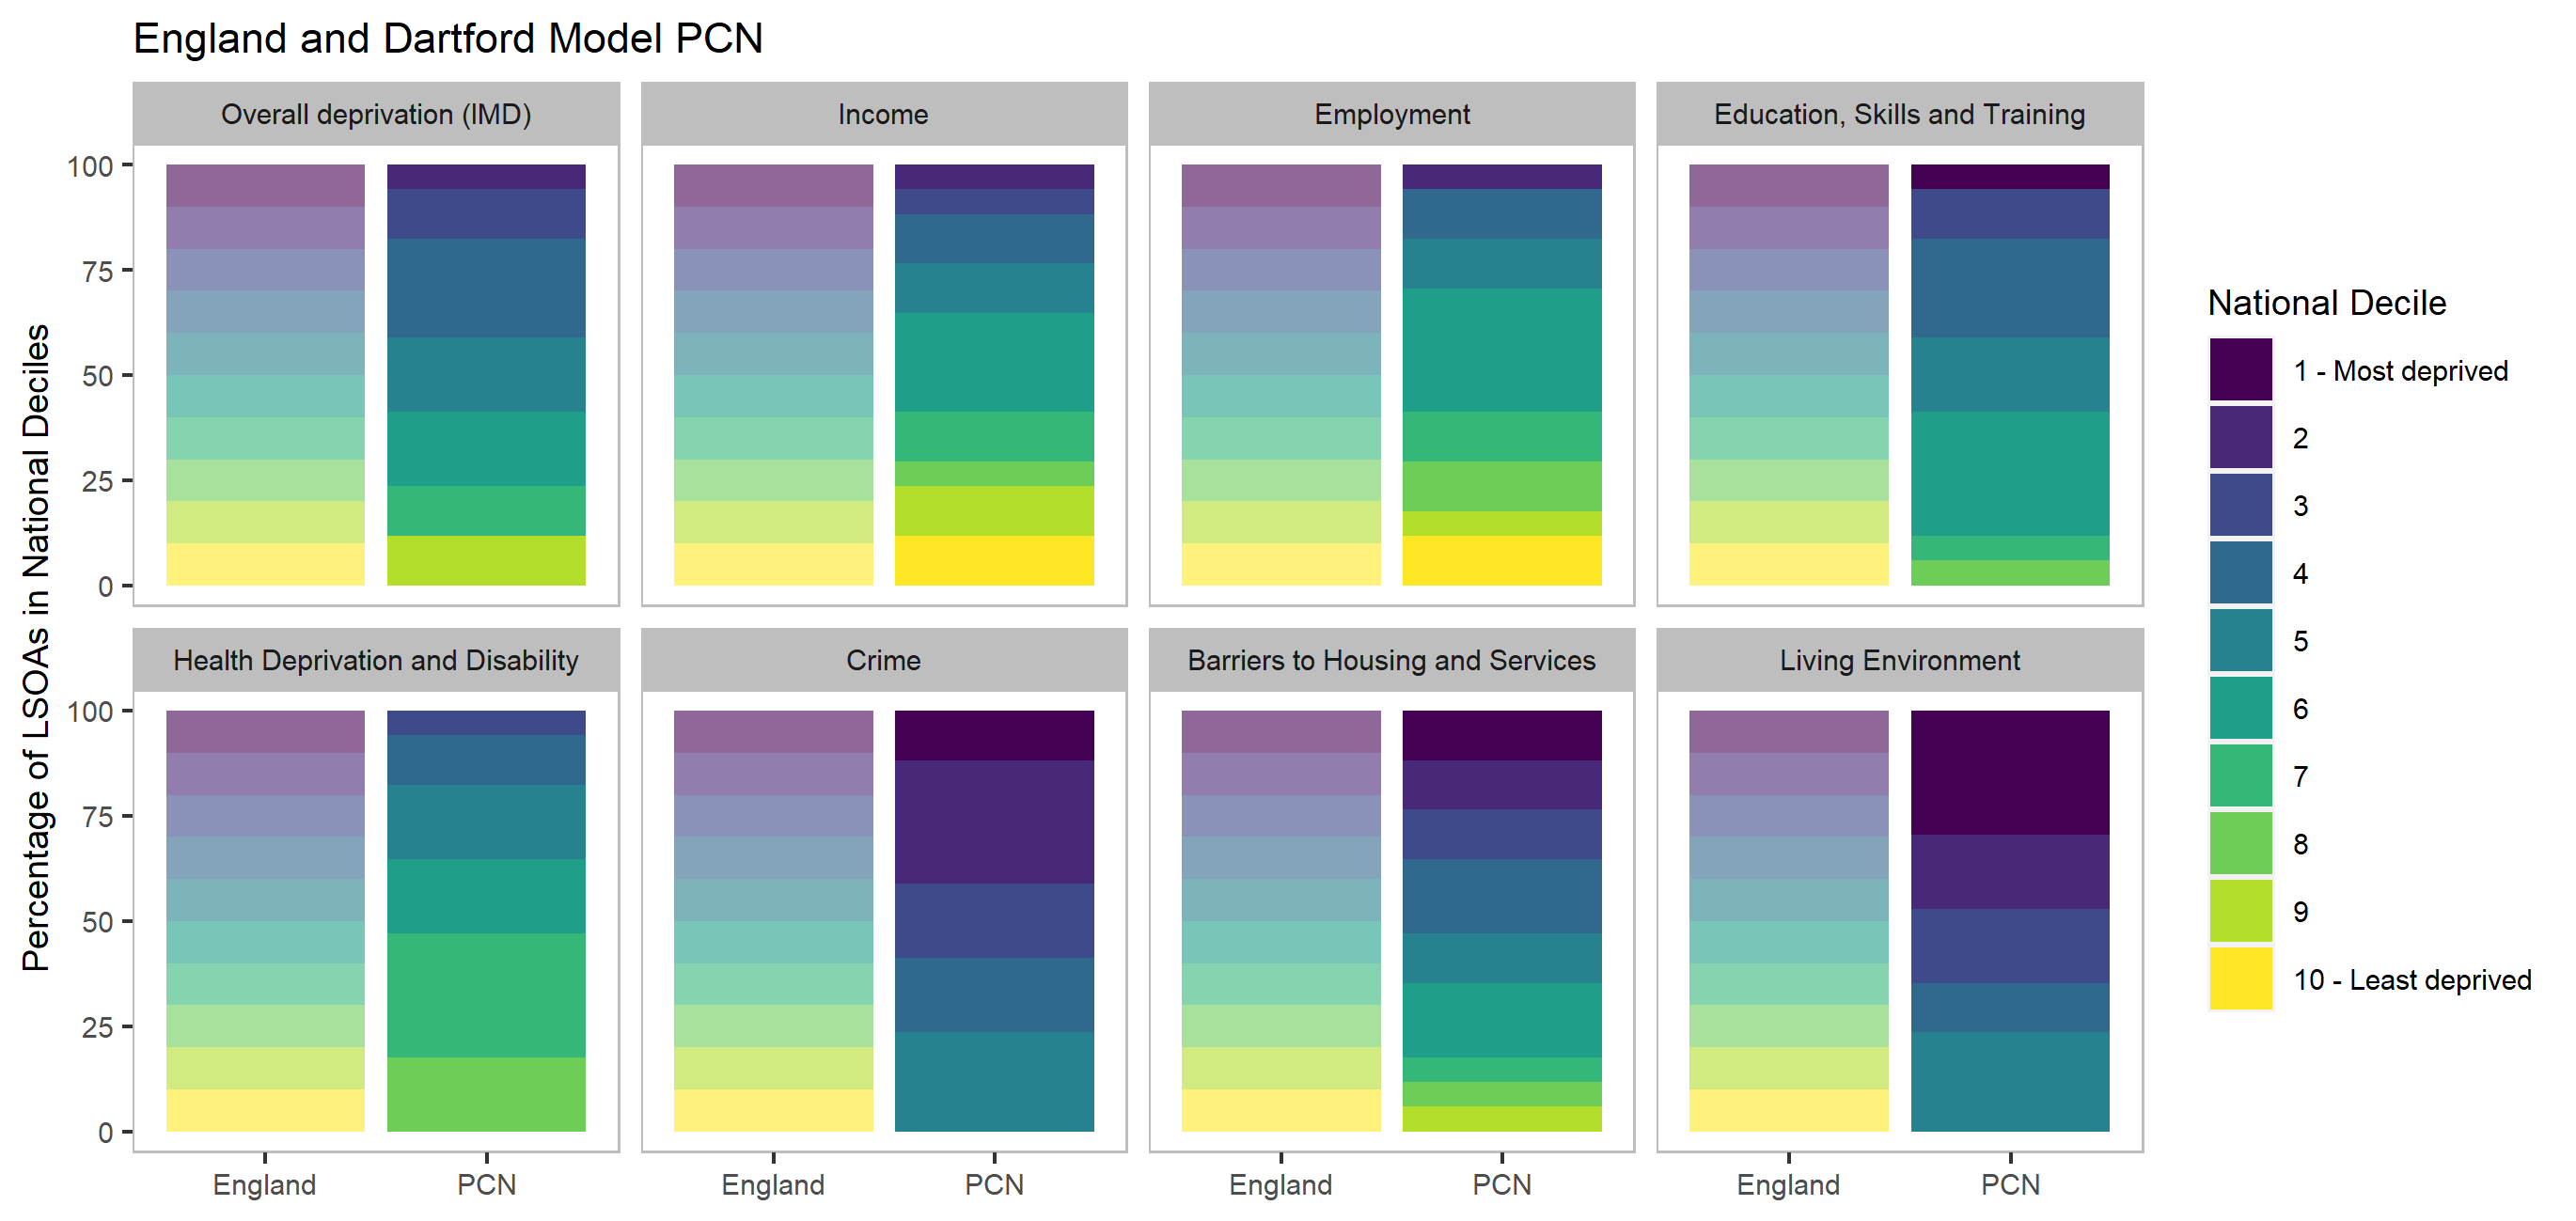 England and Dartford Model PCN
Overall deprivation (IMD)
Income
Employment
Education, Skills and Training
100
75
50
25
0
Health Deprivation and Disability
Crime
Barriers to Housing and Services
Living Environment
100
75
50
25
0
England
PCN
England
PCN
England
PCN
England
PCN
Percentage of LSOAs in National Deciles
National Decile
1 - Most deprived
2
3
4
5
6
7
8
9
10 - Least deprived